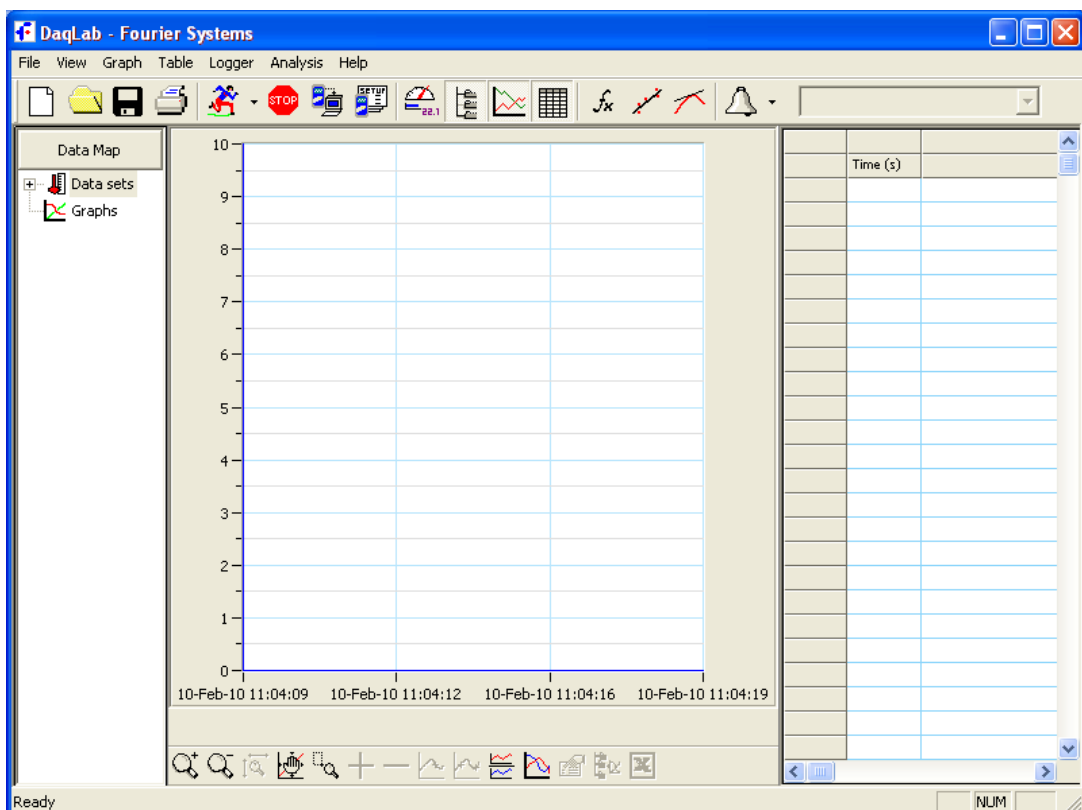 DaqLab - Fourier Systems
File View Graph Table Logger Analysis Help
STOP SETUP 22.1 fx
Data Map
Data sets
Graphs
10
9
8
7
6
5
4
3
2
1
0
10-Feb-10 11:04:09 10-Feb-10 11:04:12 10-Feb-10 11:04:16 10-Feb-10 11:04:19
Time (s)
Ready NUM